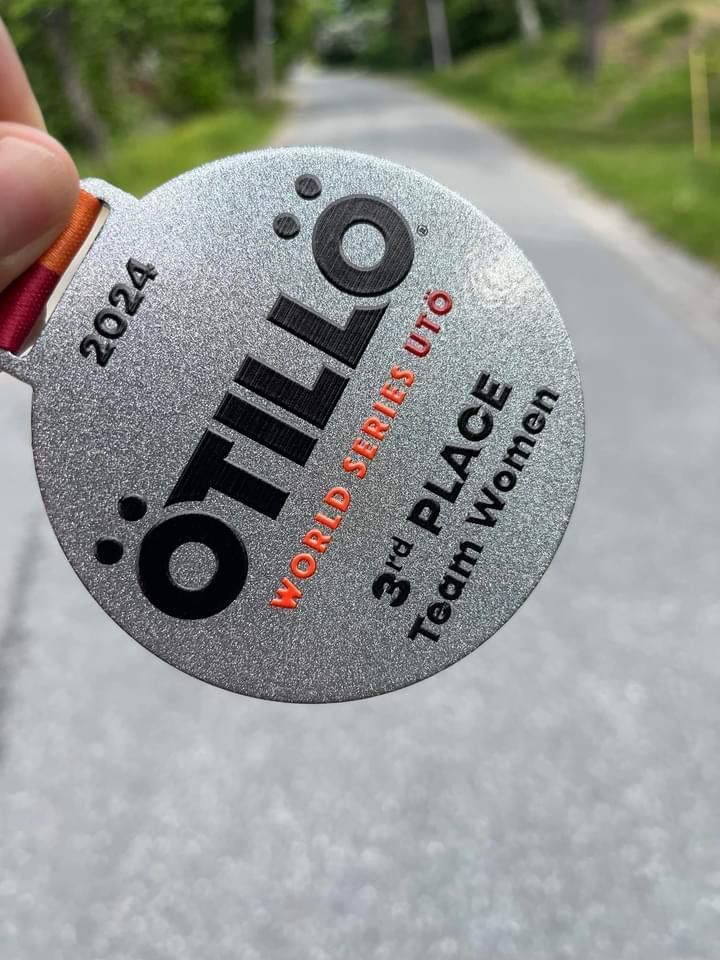 2024
ÖTILLÖ®
WORLD SERIES UTÖ
3rd PLACE
Team Women